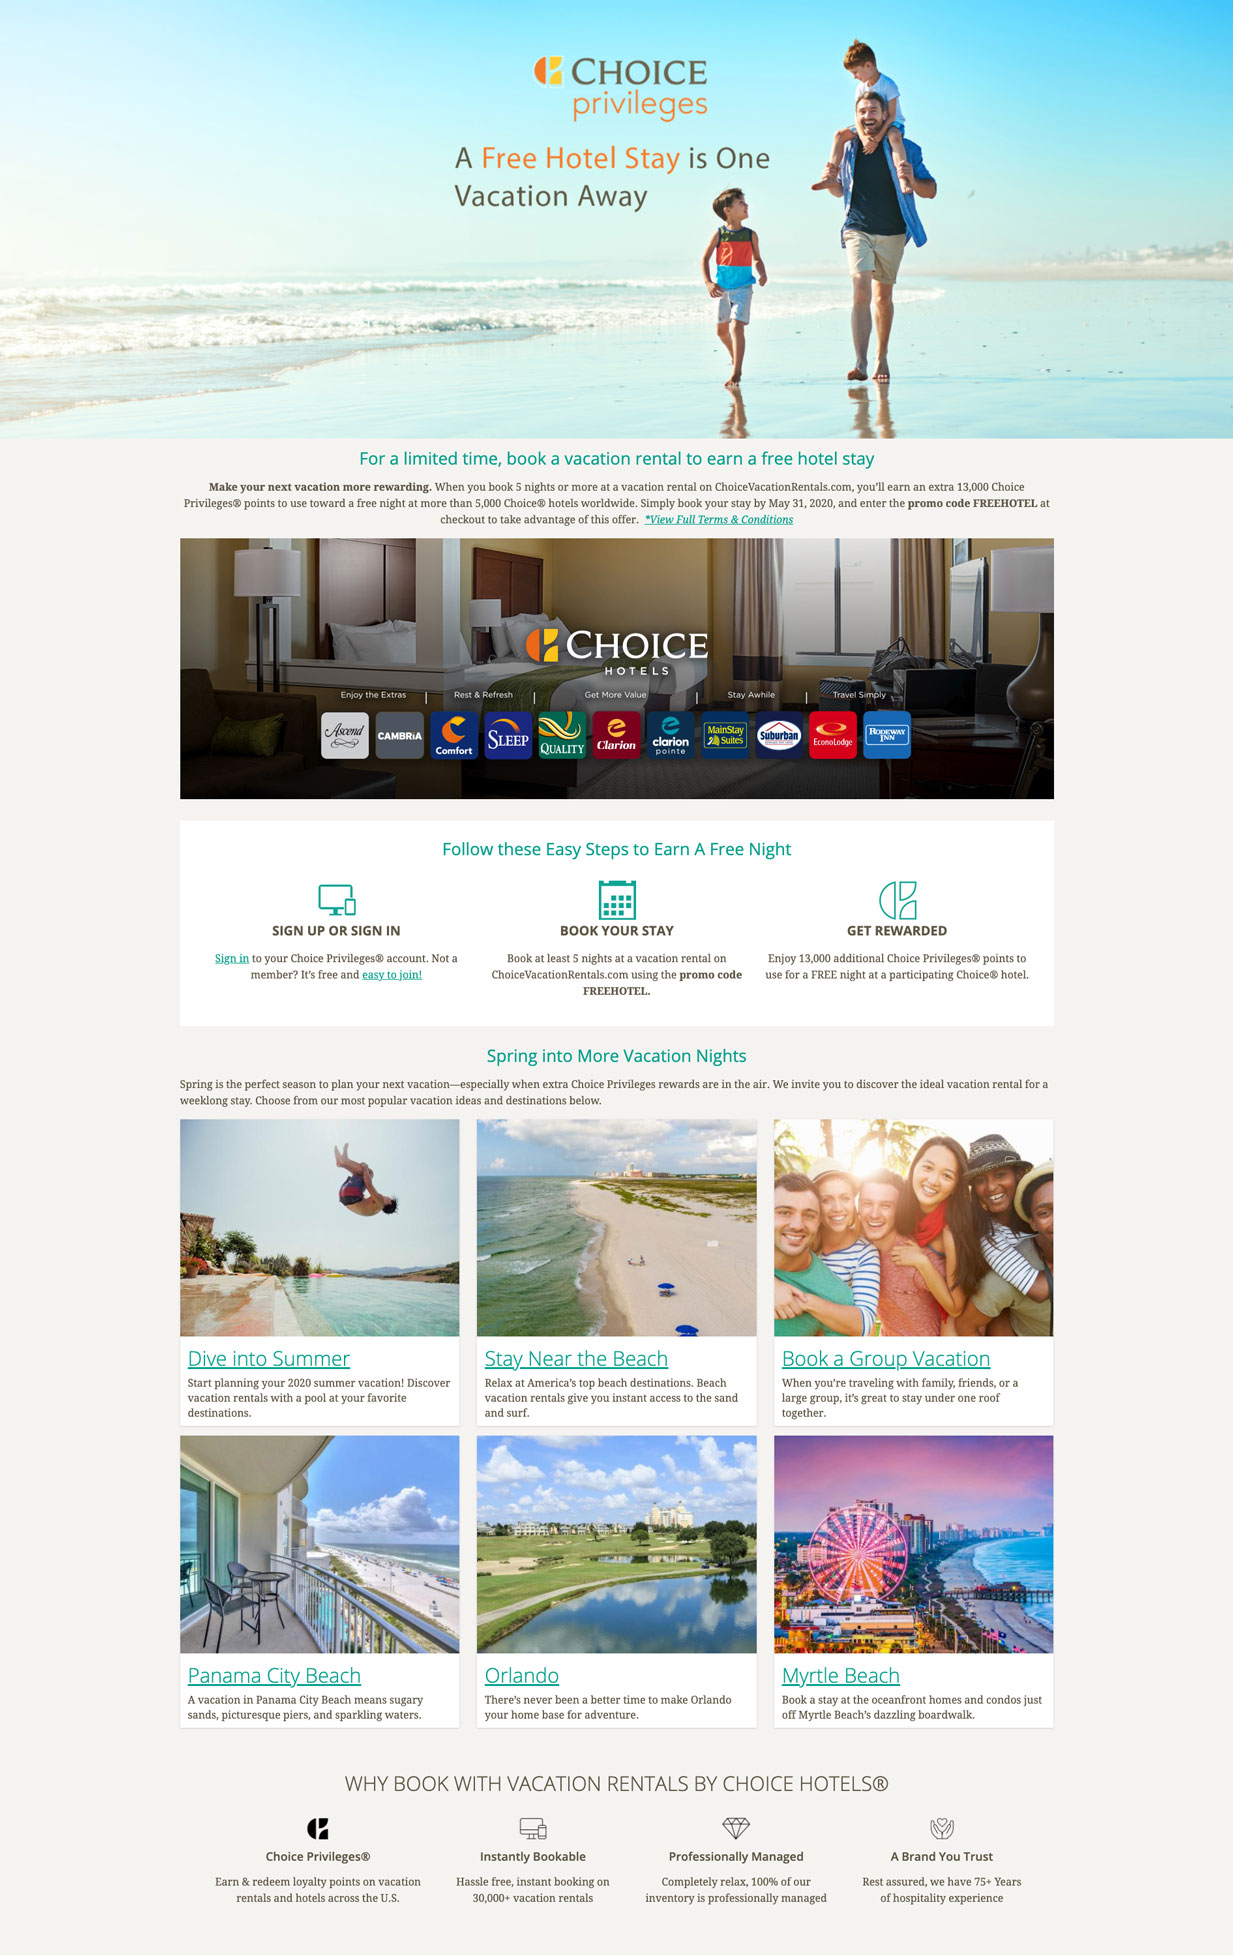 CHOICE
privileges
A Free Hotel Stay is One
Vacation Away
For a limited time, book a vacation rental to earn a free hotel stay
Make your next vacation more rewarding. When you book 5 nights or more at a vacation rental on ChoiceVacationRentals.com, you'll earn an extra 13,000 Choice
Privileges® points to use toward a free night at more than 5,000 Choice® hotels worldwide. Simply book your stay by May 31, 2020, and enter the promo code FREEHOTEL at
checkout to take advantage of this offer. *View Full Terms & Conditions
CHOICE
HOTELS
Enjoy the Extras | Rest & Refresh | Get More Value | Stay Awhile | Travel Simply
Ascend CAMBRiA Comfort SLEEP QUALITY Clarion clarion pointe MainStay Suites Suburban EconoLodge RODEWAY INN
Follow these Easy Steps to Earn A Free Night
SIGN UP OR SIGN IN
Sign in to your Choice Privileges® account. Not a
member? It's free and easy to join!
BOOK YOUR STAY
Book at least 5 nights at a vacation rental on
ChoiceVacationRentals.com using the promo code
FREEHOTEL.
GET REWARDED
Enjoy 13,000 additional Choice Privileges® points to
use for a FREE night at a participating Choice® hotel.
Spring into More Vacation Nights
Spring is the perfect season to plan your next vacation—especially when extra Choice Privileges rewards are in the air. We invite you to discover the ideal vacation rental for a
weeklong stay. Choose from our most popular vacation ideas and destinations below.
Dive into Summer
Start planning your 2020 summer vacation! Discover
vacation rentals with a pool at your favorite
destinations.
Stay Near the Beach
Relax at America's top beach destinations. Beach
vacation rentals give you instant access to the sand
and surf.
Book a Group Vacation
When you're traveling with family, friends, or a
large group, it's great to stay under one roof
together.
Panama City Beach
A vacation in Panama City Beach means sugary
sands, picturesque piers, and sparkling waters.
Orlando
There's never been a better time to make Orlando
your home base for adventure.
Myrtle Beach
Book a stay at the oceanfront homes and condos just
off Myrtle Beach's dazzling boardwalk.
WHY BOOK WITH VACATION RENTALS BY CHOICE HOTELS®
Choice Privileges®
Earn & redeem loyalty points on vacation
rentals and hotels across the U.S.
Instantly Bookable
Hassle free, instant booking on
30,000+ vacation rentals
Professionally Managed
Completely relax, 100% of our
inventory is professionally managed
A Brand You Trust
Rest assured, we have 75+ Years
of hospitality experience